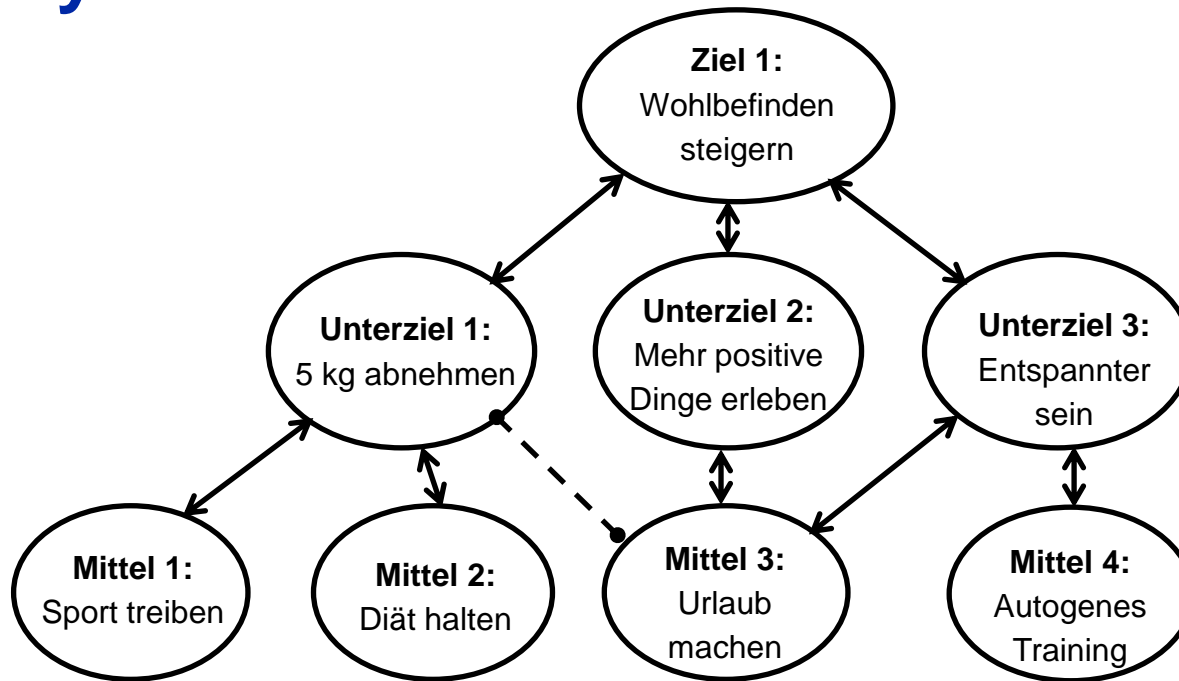 y
Ziel 1:
Wohlbefinden
steigern
Unterziel 1:
5 kg abnehmen
Unterziel 2:
Mehr positive
Dinge erleben
Unterziel 3:
Entspannter
sein
Mittel 1:
Sport treiben
Mittel 2:
Diät halten
Mittel 3:
Urlaub
machen
Mittel 4:
Autogenes
Training